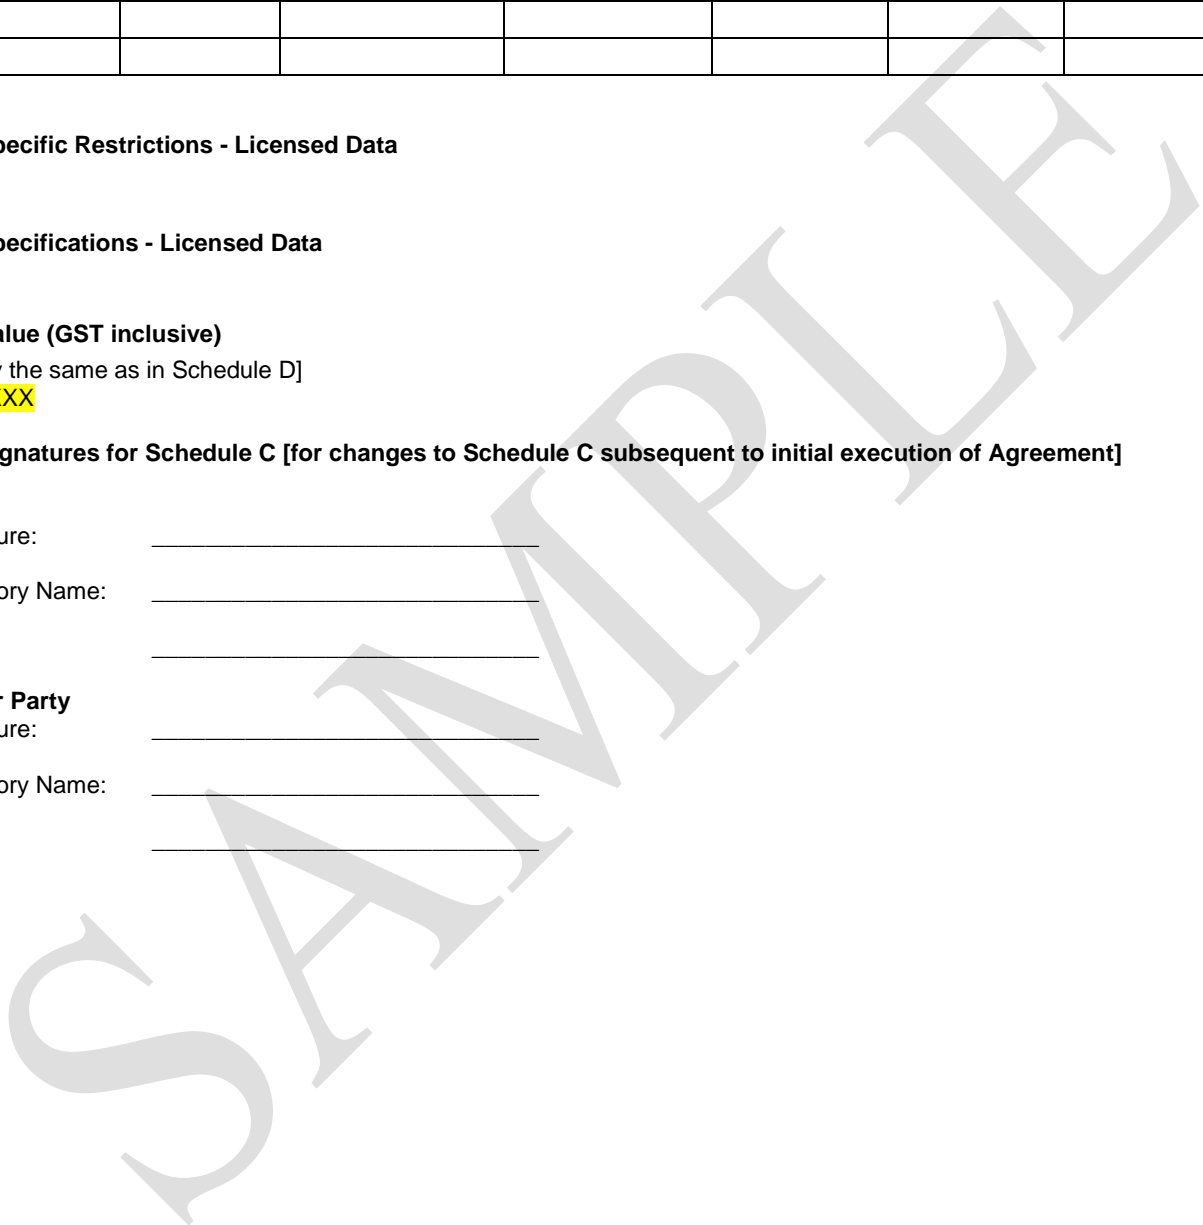 pecific Restrictions - Licensed Data
pecifications - Licensed Data
alue (GST inclusive)
the same as in Schedule D]
XX
gnatures for Schedule C [for changes to Schedule C subsequent to initial execution of Agreement]
ure:
ory Name:
r Party
ure:
ory Name:
SAMPLE